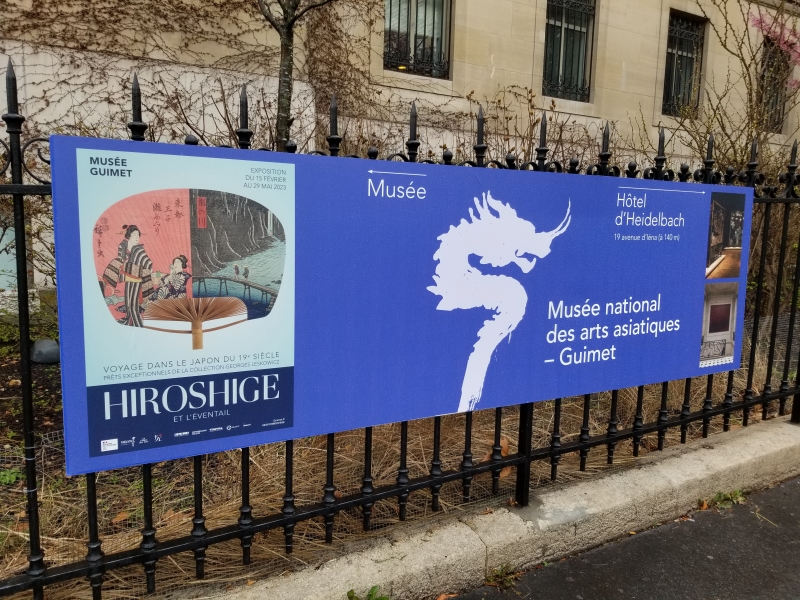 MUSÉE
GUIMET
EXPOSITION
DU 15 FÉVRIER
AU 29 MAI 2023
VOYAGE DANS LE JAPON DU 19e SIÈCLE
PRÊTS EXCEPTIONNELS DE LA COLLECTION GEORGES LESKOWICZ
HIROSHIGE
ET L'ÉVENTAIL
Musée
Hôtel
d'Heidelbach
19 avenue d'Iéna (à 140 m)
Musée national
des arts asiatiques
– Guimet